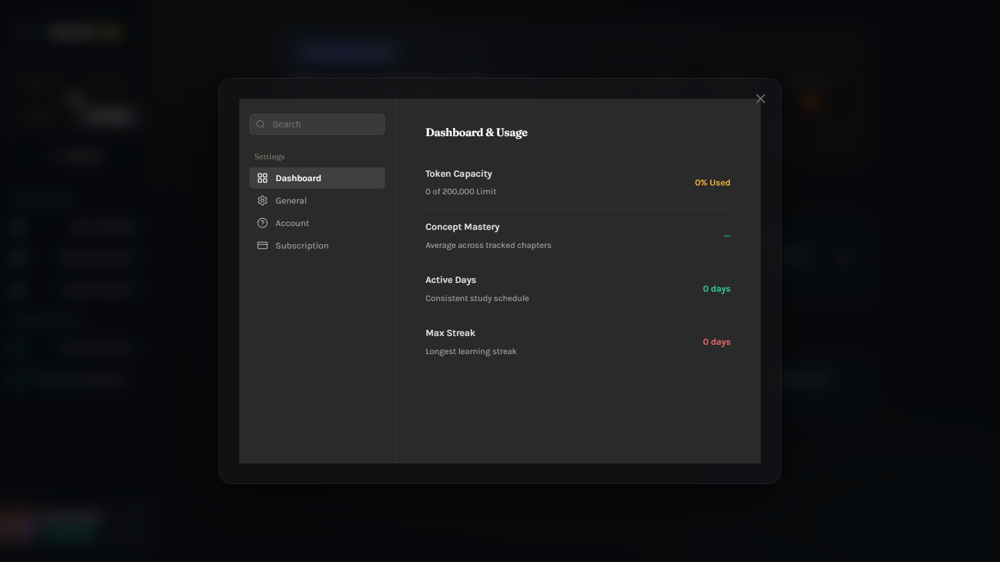 Search
Settings
Dashboard
General
Account
Subscription
Dashboard & Usage
Token Capacity
0 of 200,000 Limit
0% Used
Concept Mastery
Average across tracked chapters
–
Active Days
Consistent study schedule
0 days
Max Streak
Longest learning streak
0 days